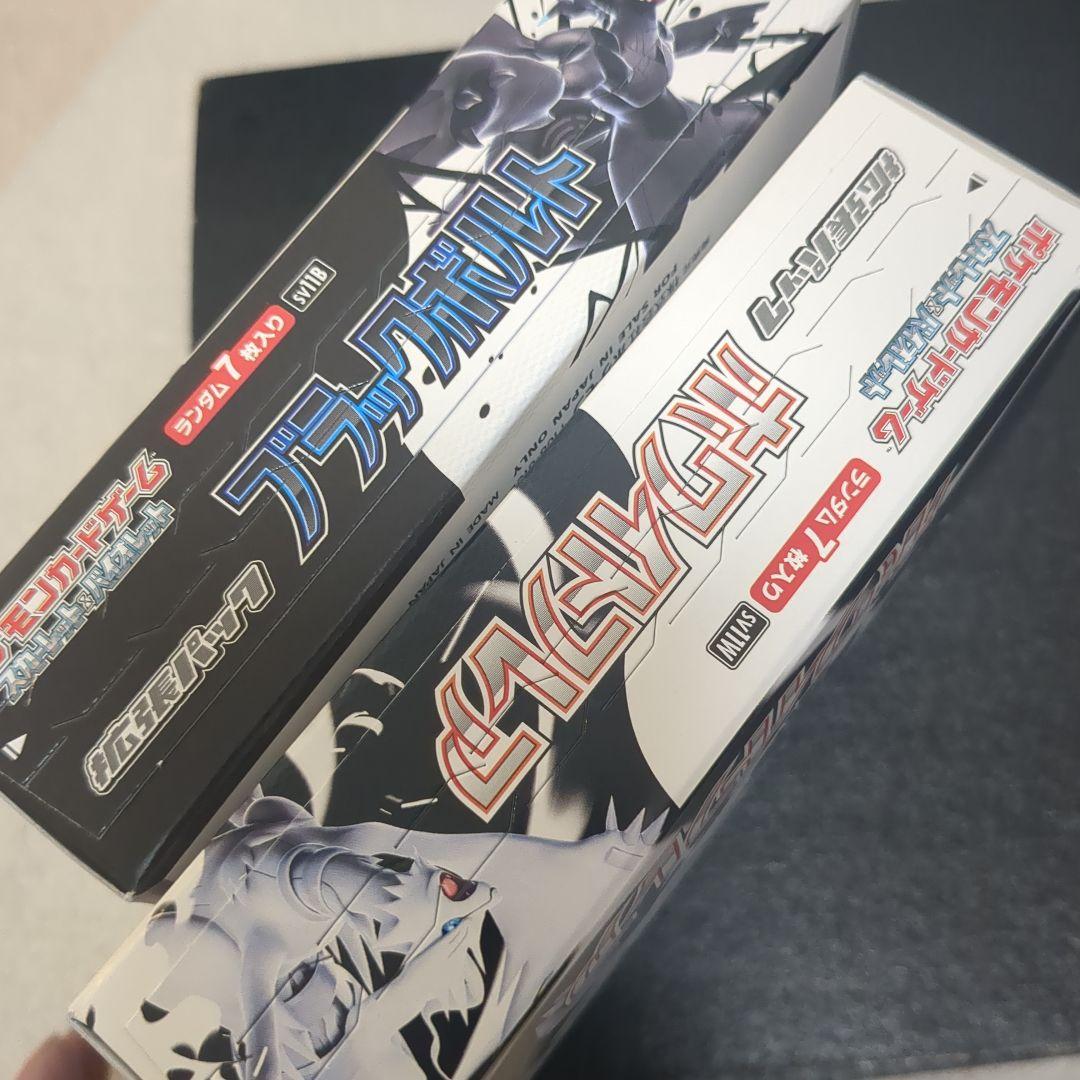 モンカードゲーム
スカーレット&バイオレット
ランダム7枚入り
sv11B
ブラックボルト
拡張パック
FOR SALE IN JAPAN ONLY
MADE IN JAPAN
ポケモンカードゲーム
スカーレット&バイオレット
拡張パック
ホワイトフレア
ランダム7枚入り
sv11W